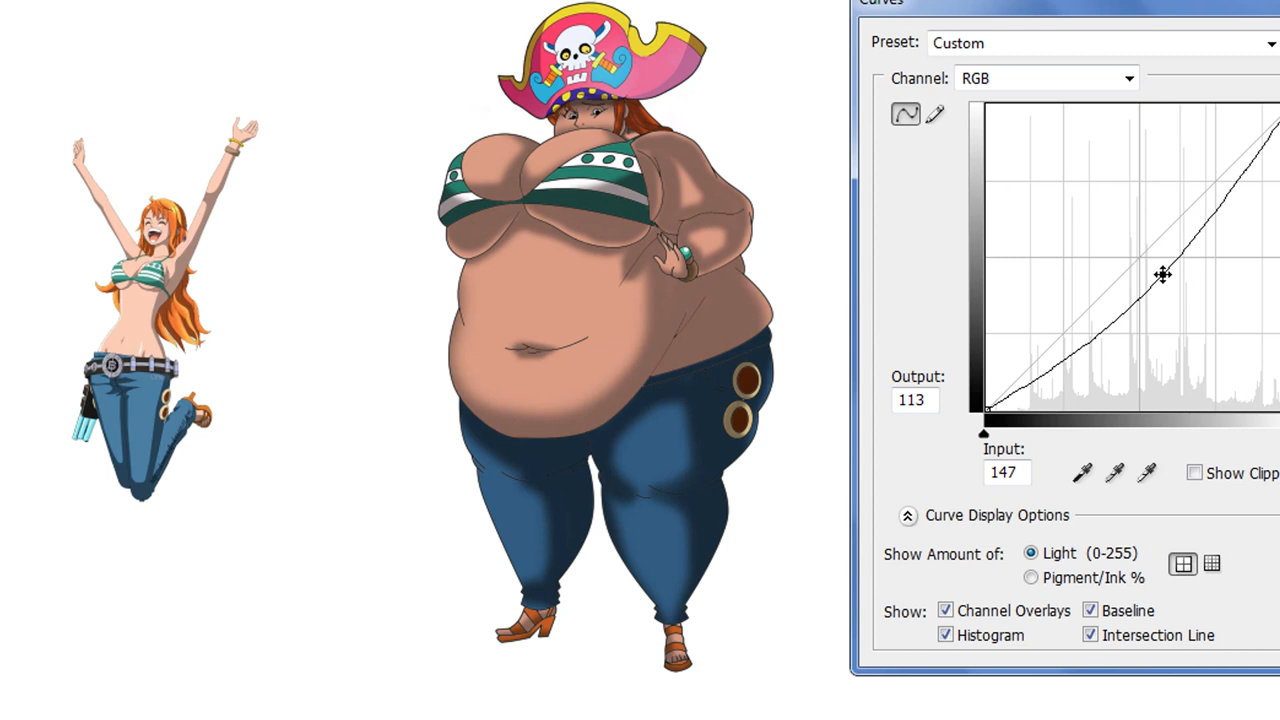 Curves
Preset: Custom
Channel: RGB
Output:
113
Input:
147
Show Clipp
Curve Display Options
Show Amount of: Light (0-255)
Pigment/Ink %
Show: Channel Overlays Baseline
Histogram Intersection Line